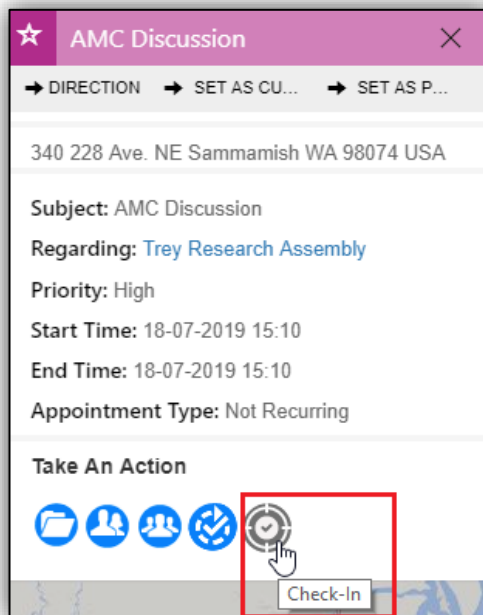 AMC Discussion
DIRECTION SET AS CU... SET AS P...
340 228 Ave. NE Sammamish WA 98074 USA
Subject: AMC Discussion
Regarding: Trey Research Assembly
Priority: High
Start Time: 18-07-2019 15:10
End Time: 18-07-2019 15:10
Appointment Type: Not Recurring
Take An Action
Check-In